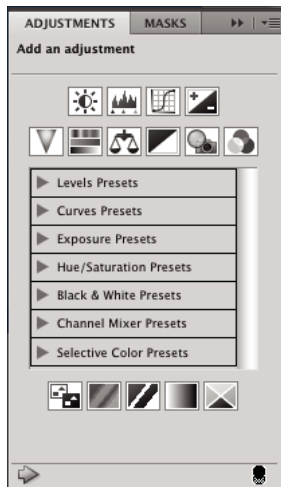 ADJUSTMENTS MASKS
Add an adjustment
Levels Presets
Curves Presets
Exposure Presets
Hue/Saturation Presets
Black & White Presets
Channel Mixer Presets
Selective Color Presets